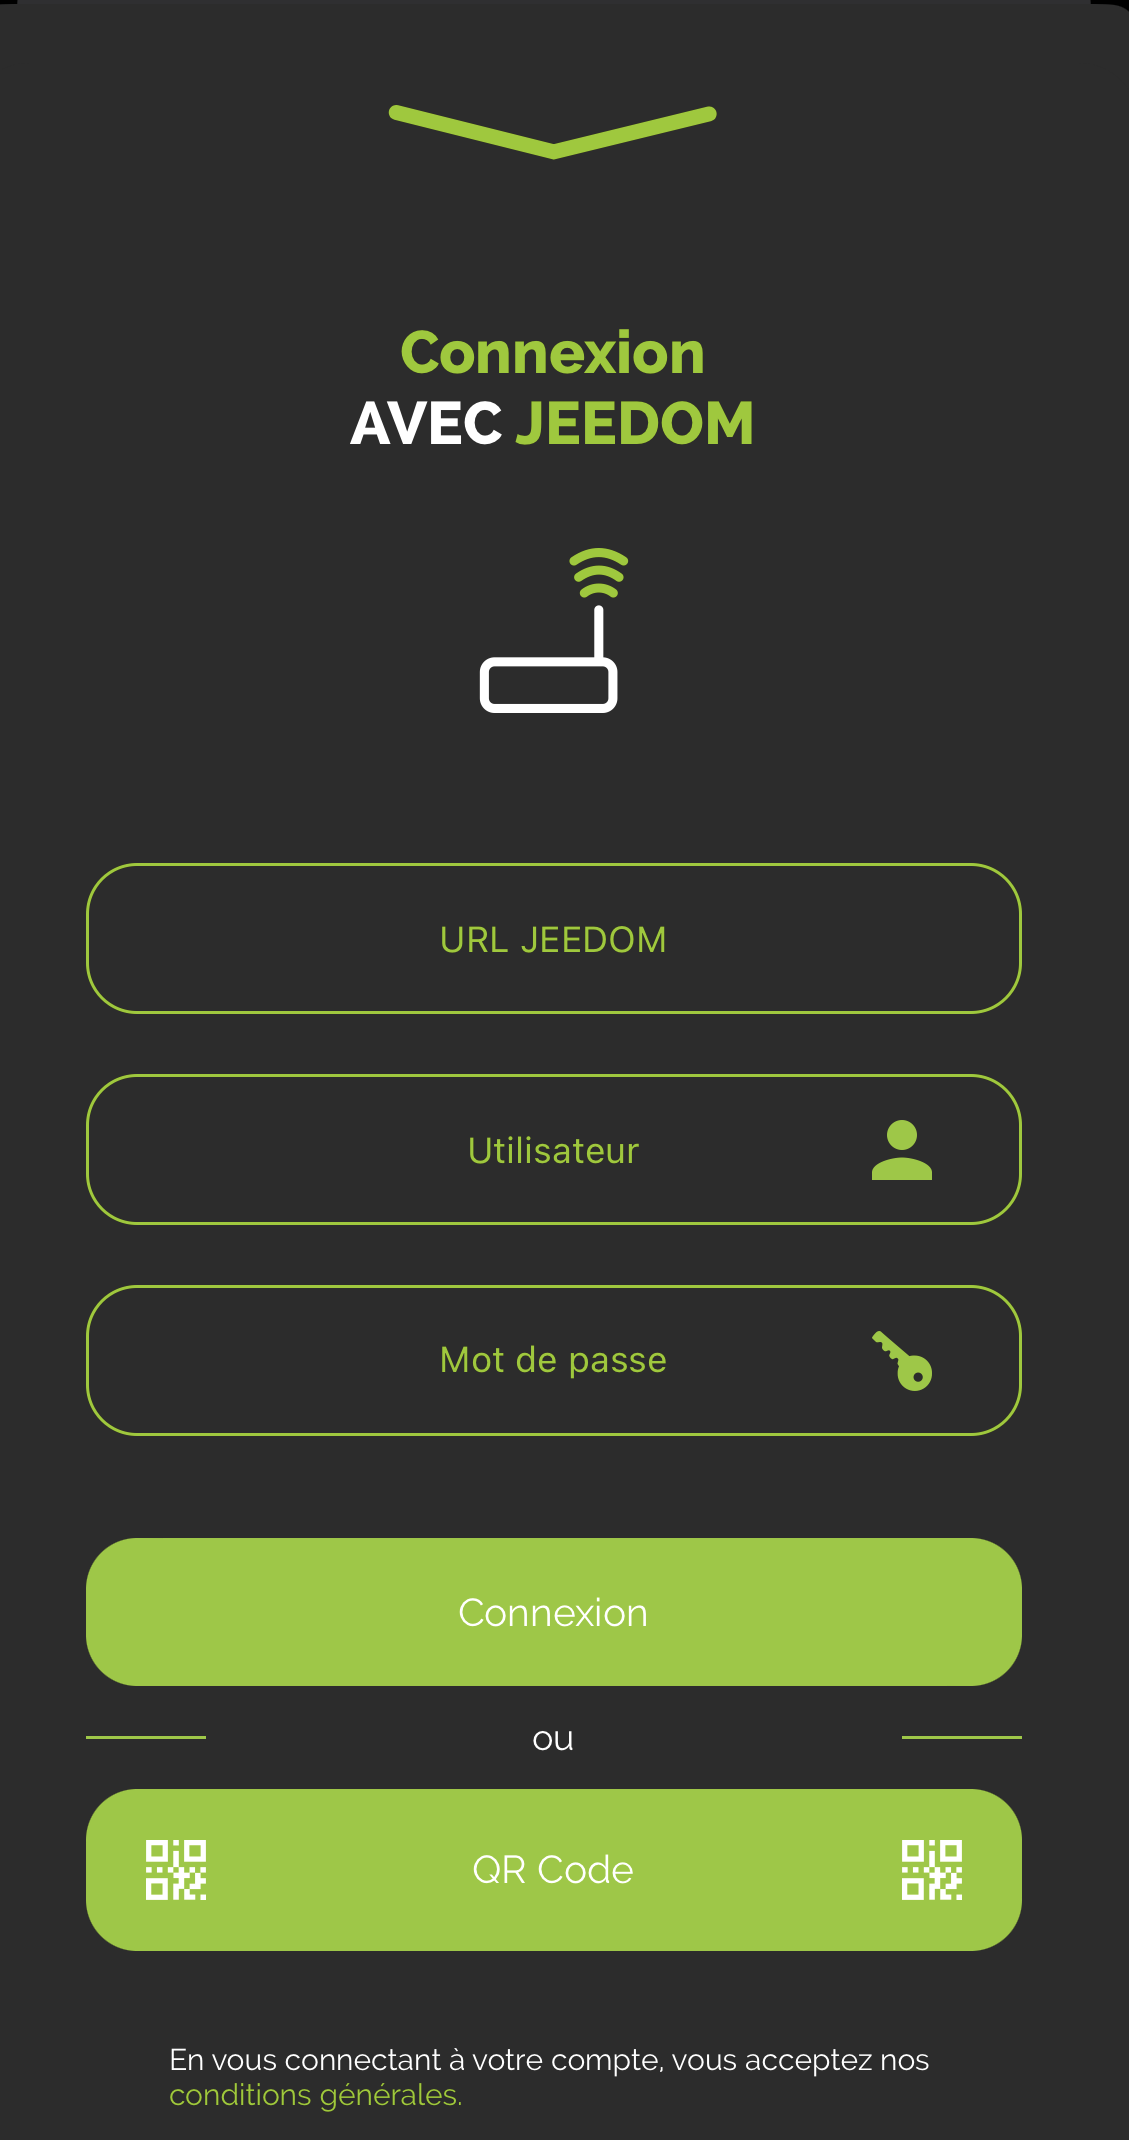 Connexion
AVEC JEEDOM
URL JEEDOM
Utilisateur
Mot de passe
Connexion
ou
QR Code
En vous connectant à votre compte, vous acceptez nos
conditions générales.